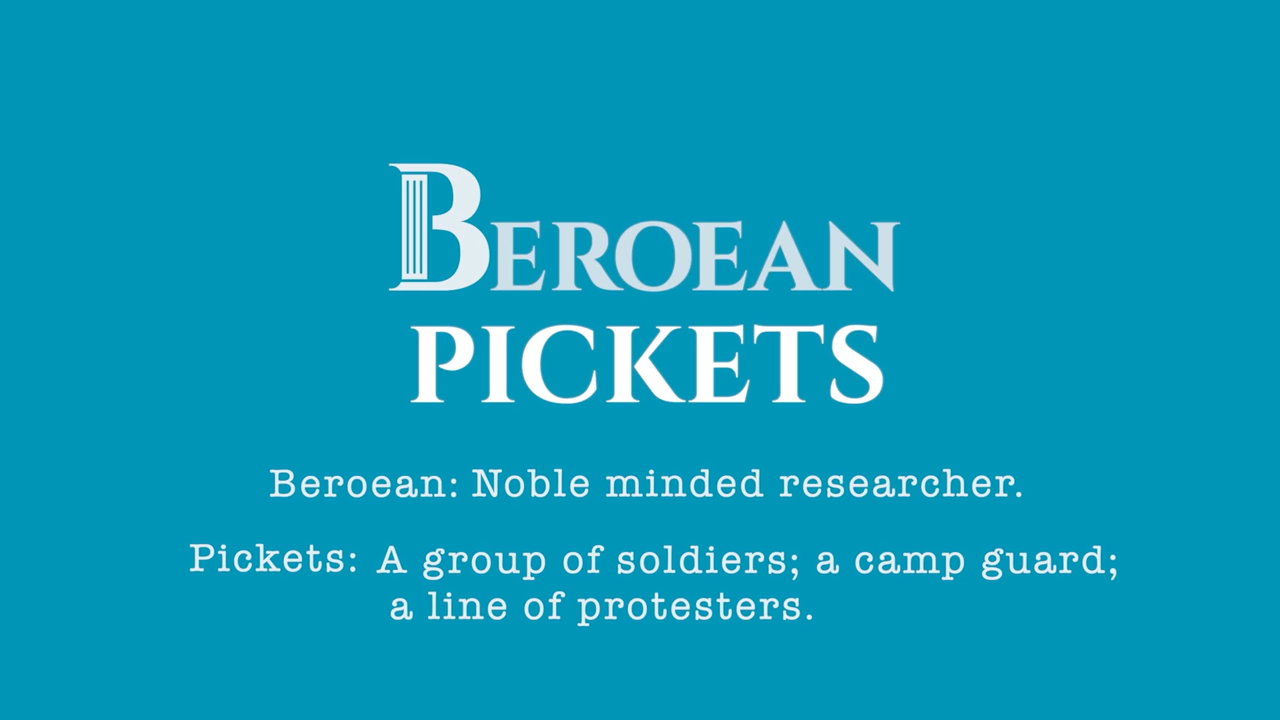 BEROEAN
PICKETS
Beroean: Noble minded researcher.
Pickets: A group of soldiers; a camp guard;
a line of protesters.